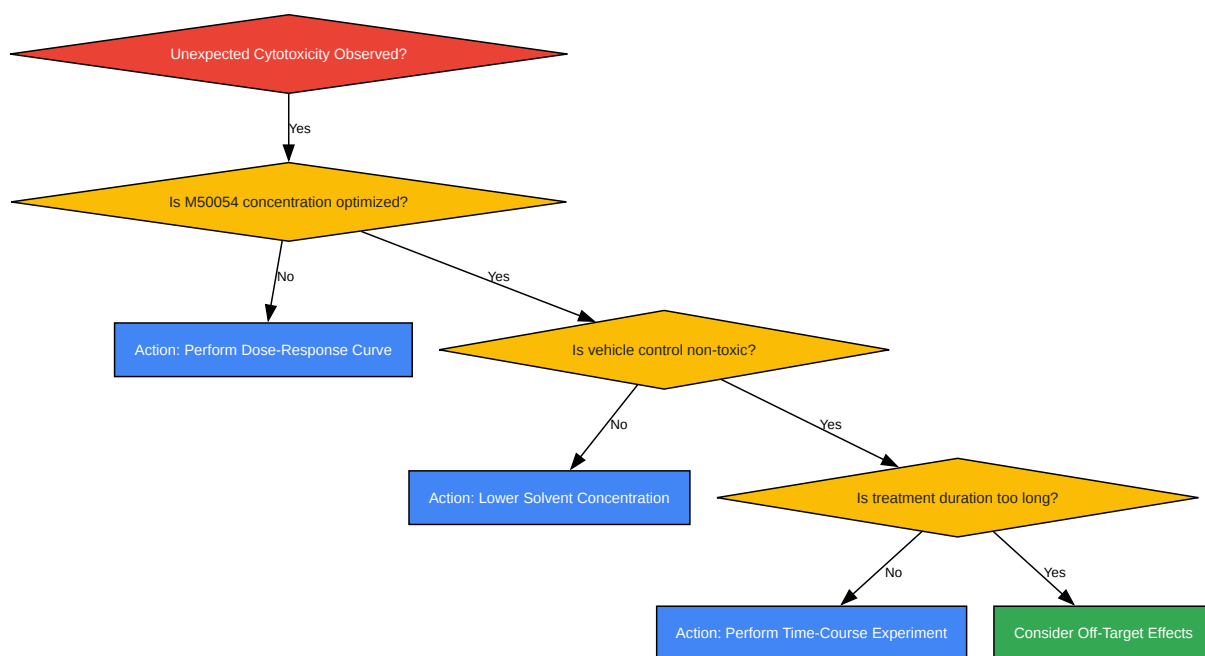 Unexpected Cytotoxicity Observed?
Yes
Is M50054 concentration optimized?
No
Yes
Action: Perform Dose-Response Curve
Is vehicle control non-toxic?
No
Yes
Action: Lower Solvent Concentration
Is treatment duration too long?
No
Yes
Action: Perform Time-Course Experiment
Consider Off-Target Effects